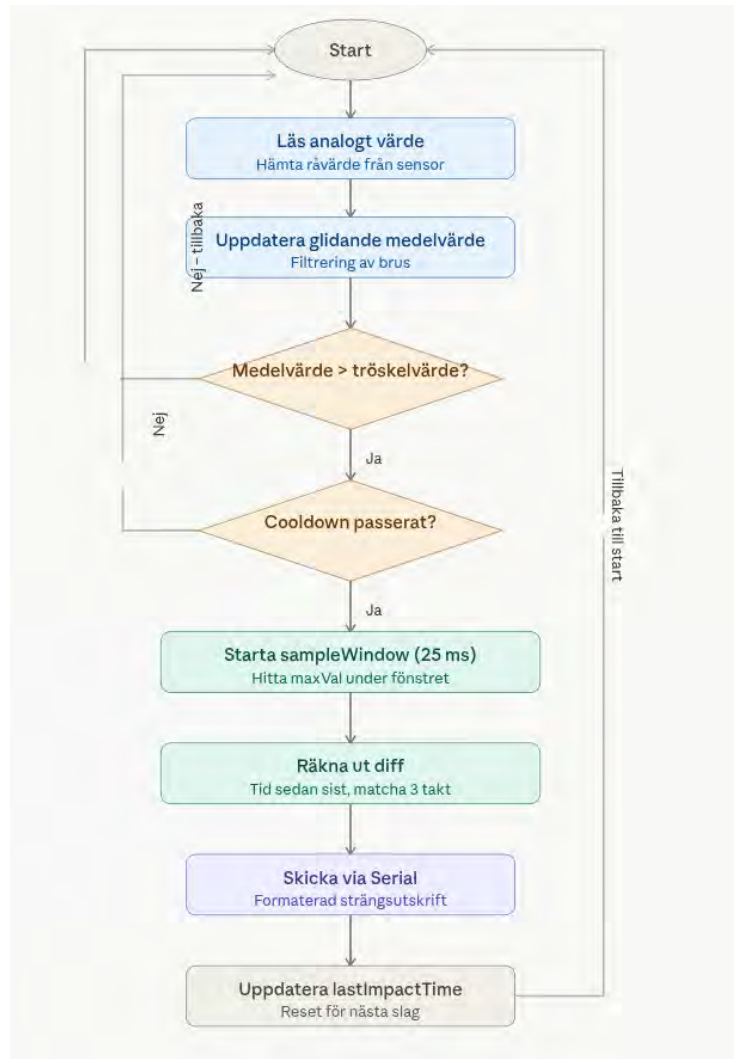 Start
Läs analogt värde
Hämta råvärde från sensor
Nej – tillbaka
Uppdatera glidande medelvärde
Filtrering av brus
Medelvärde > tröskelvärde?
Nej
Ja
Cooldown passerat?
Tillbaka till start
Ja
Starta sampleWindow (25 ms)
Hitta maxVal under fönstret
Räkna ut diff
Tid sedan sist, matcha 3 takt
Skicka via Serial
Formaterad strängsutskrift
Uppdatera lastImpactTime
Reset för nästa slag